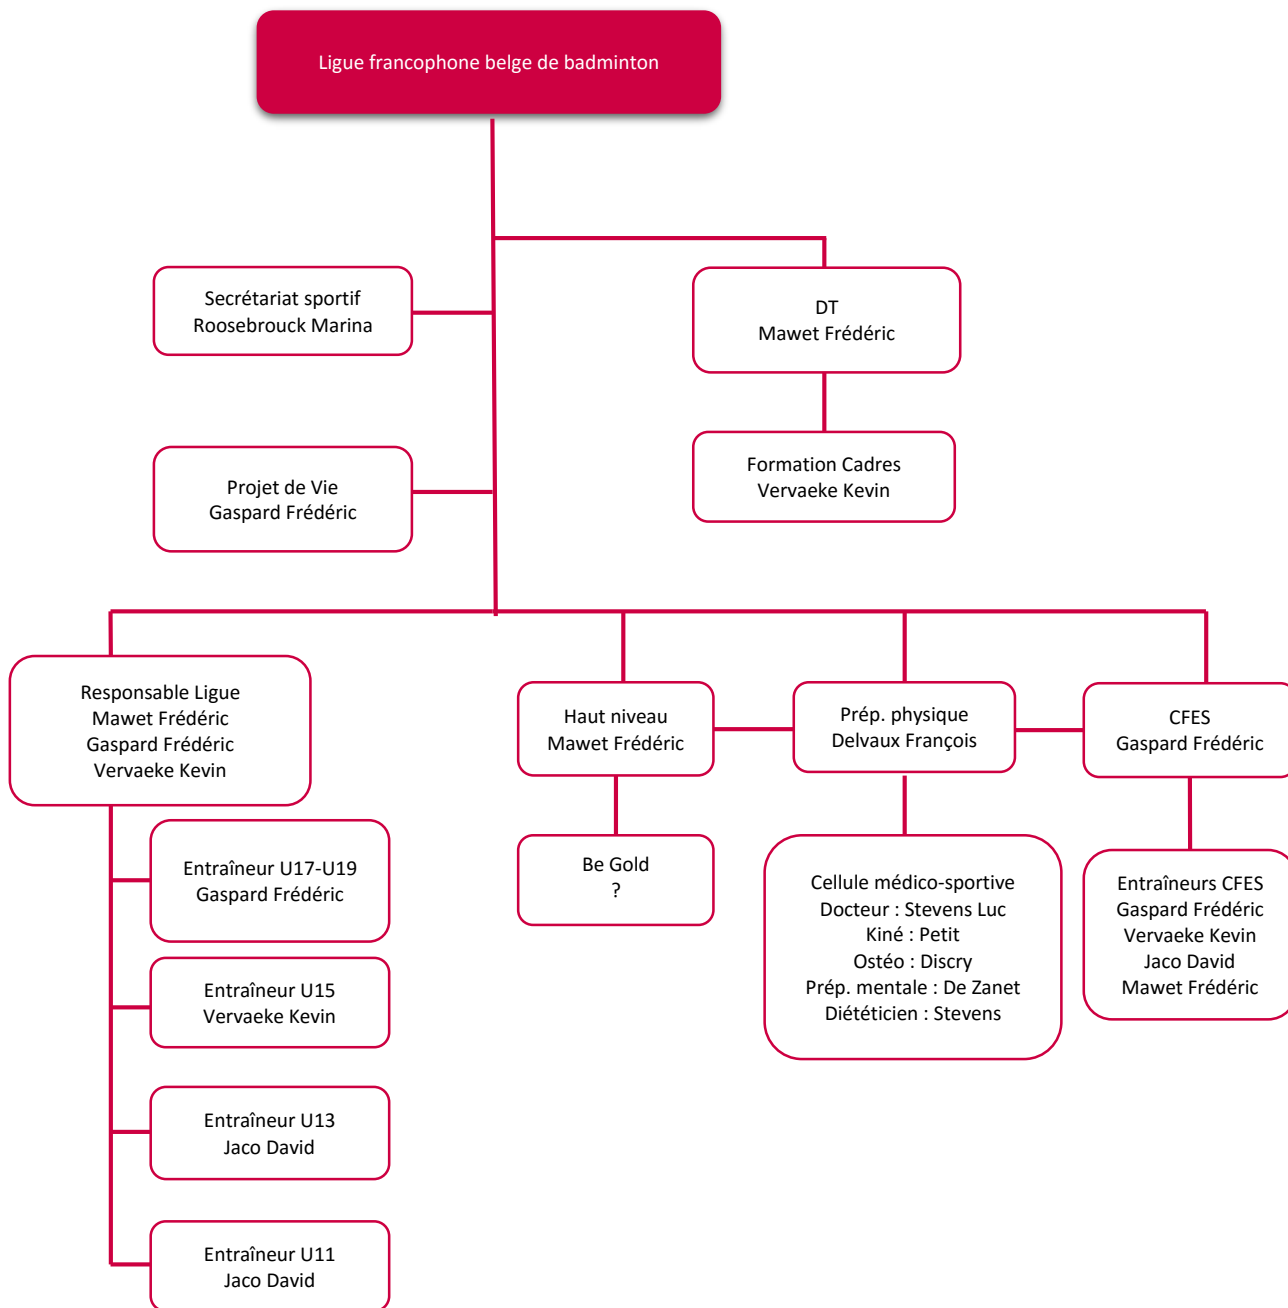 Ligue francophone belge de badminton
Secrétariat sportif
Roosebrouck Marina
DT
Mawet Frédéric
Projet de Vie
Gaspard Frédéric
Formation Cadres
Vervaeke Kevin
Responsable Ligue
Mawet Frédéric
Gaspard Frédéric
Vervaeke Kevin
Haut niveau
Mawet Frédéric
Prép. physique
Delvaux François
CFES
Gaspard Frédéric
Entraîneur U17-U19
Gaspard Frédéric
Be Gold
?
Cellule médico-sportive
Docteur : Stevens Luc
Kiné : Petit
Ostéo : Discry
Prép. mentale : De Zanet
Diététicien : Stevens
Entraîneurs CFES
Gaspard Frédéric
Vervaeke Kevin
Jaco David
Mawet Frédéric
Entraîneur U15
Vervaeke Kevin
Entraîneur U13
Jaco David
Entraîneur U11
Jaco David